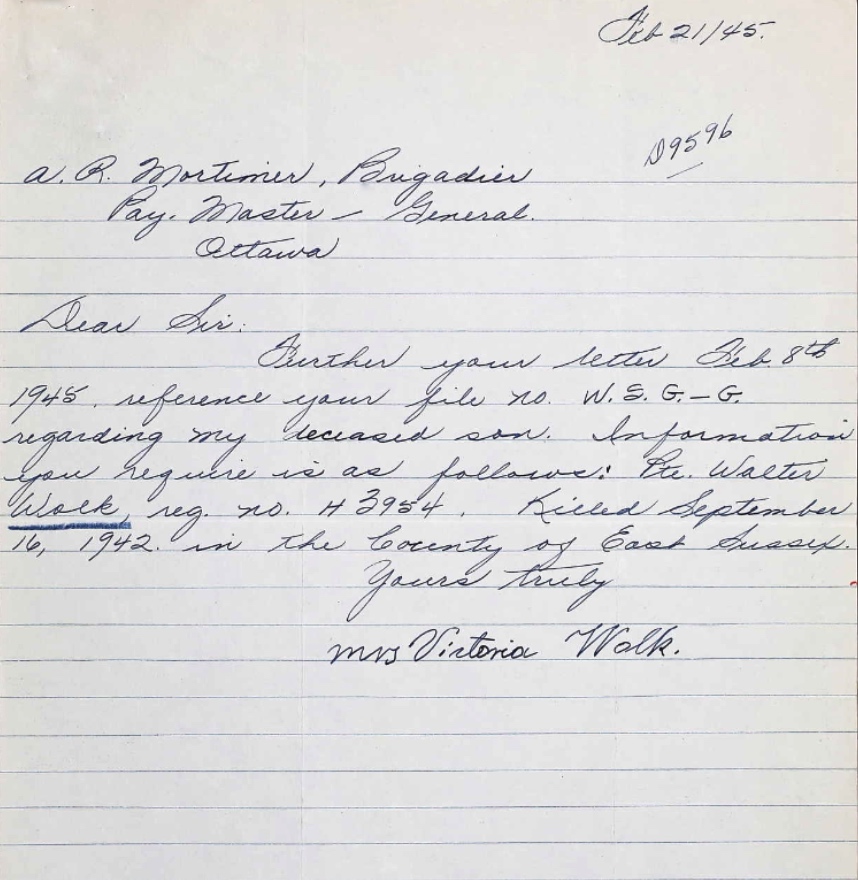 Feb 21/45.
D9596
A. R. Mortimer, Brigadier
Pay. Master - General.
Ottawa
Dear Sir:
Further your letter Feb. 8th
1945. reference your file no. W. S. G. - G.
regarding my deceased son. Information
you require is as follows: Pte. Walter
Wolk, reg. no. H 3954. Killed September
16, 1942. in the County of East Sussex.
Yours truly
Mrs Victoria Wolk.